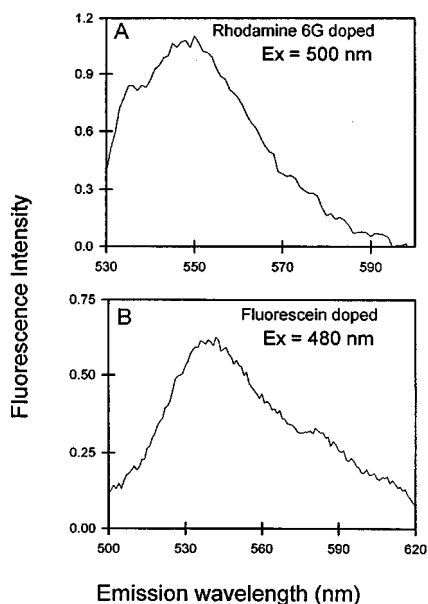 A
Rhodamine 6G doped
Ex = 500 nm
1.2
0.9
0.6
0.3
0.0
530
550
570
590
Fluorescence Intensity
B
Fluorescein doped
Ex = 480 nm
0.75
0.50
0.25
0.00
500
530
560
590
620
Emission wavelength (nm)